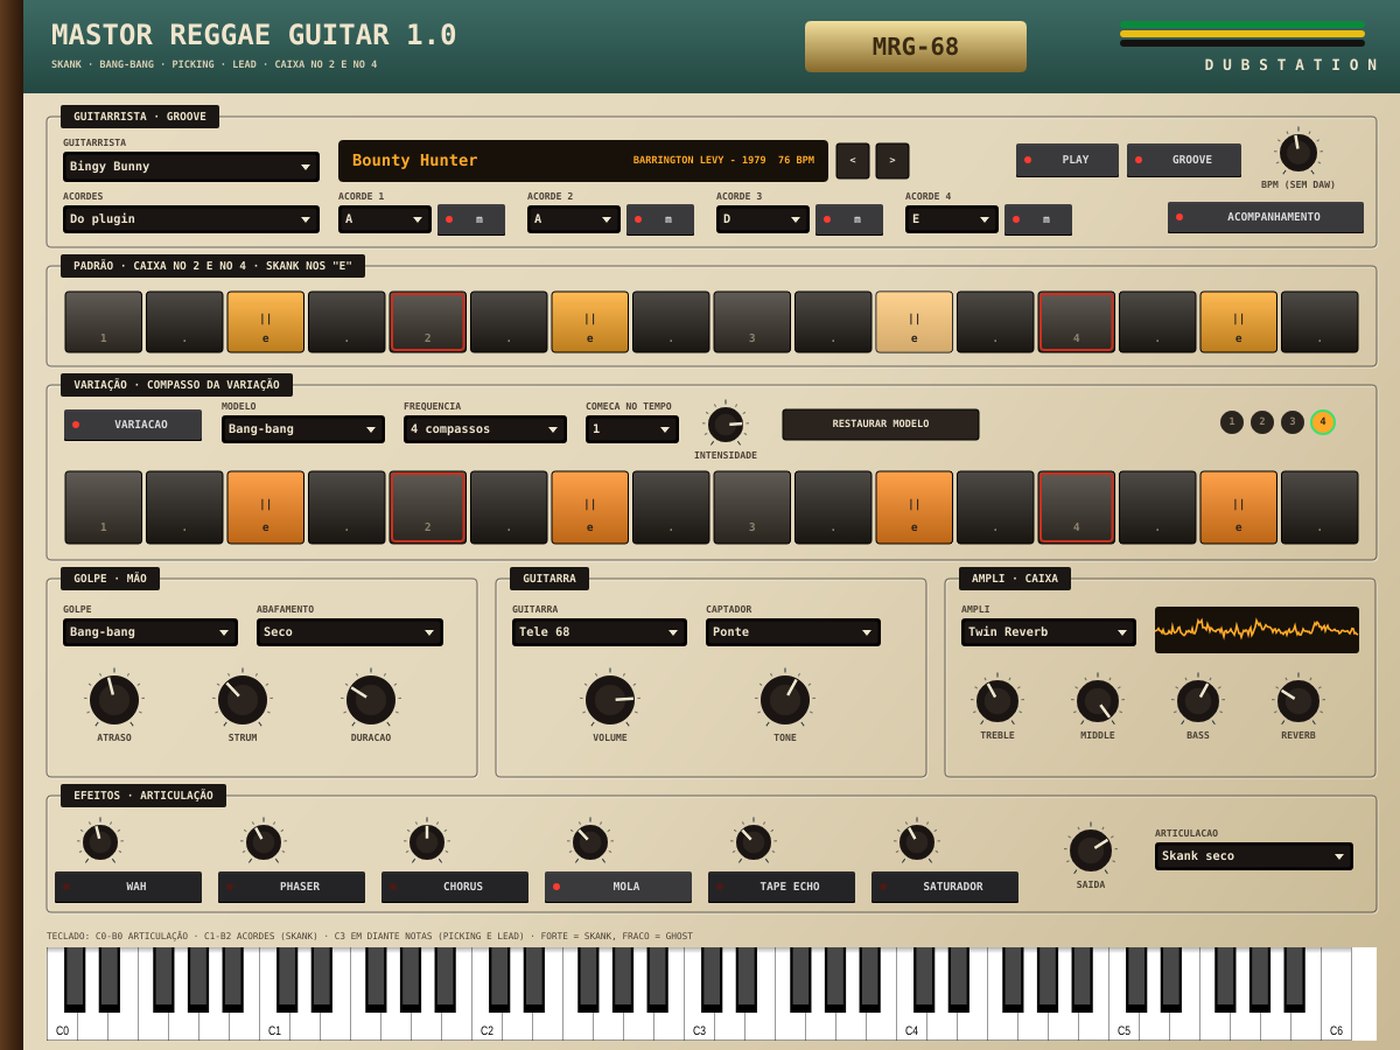 MASTOR REGGAE GUITAR 1.0
SKANK · BANG-BANG · PICKING · LEAD · CAIXA NO 2 E NO 4
MRG-68
DUBSTATION
GUITARRISTA · GROOVE
GUITARRISTA
Bingy Bunny
Bounty Hunter
BARRINGTON LEVY - 1979 76 BPM
< >
PLAY
GROOVE
BPM (SEM DAW)
ACORDES
Do plugin
ACORDE 1
A
m
ACORDE 2
A
m
ACORDE 3
D
m
ACORDE 4
E
m
ACOMPANHAMENTO
PADRÃO · CAIXA NO 2 E NO 4 · SKANK NOS "E"
|| || || ||
1 . e . 2 . e . 3 . e . 4 . e .
VARIAÇÃO · COMPASSO DA VARIAÇÃO
VARIACAO
MODELO
Bang-bang
FREQUENCIA
4 compassos
COMECA NO TEMPO
1
INTENSIDADE
RESTAURAR MODELO
1 2 3 4
|| || || ||
1 . e . 2 . e . 3 . e . 4 . e .
GOLPE · MÃO
GOLPE
Bang-bang
ABAFAMENTO
Seco
ATRASO
STRUM
DURACAO
GUITARRA
GUITARRA
Tele 68
CAPTADOR
Ponte
VOLUME
TONE
AMPLI · CAIXA
AMPLI
Twin Reverb
TREBLE
MIDDLE
BASS
REVERB
EFEITOS · ARTICULAÇÃO
WAH
PHASER
CHORUS
MOLA
TAPE ECHO
SATURADOR
SAIDA
ARTICULACAO
Skank seco
TECLADO: C0-B0 ARTICULAÇÃO · C1-B2 ACORDES (SKANK) · C3 EM DIANTE NOTAS (PICKING E LEAD) · FORTE = SKANK, FRACO = GHOST
C0 C1 C2 C3 C4 C5 C6